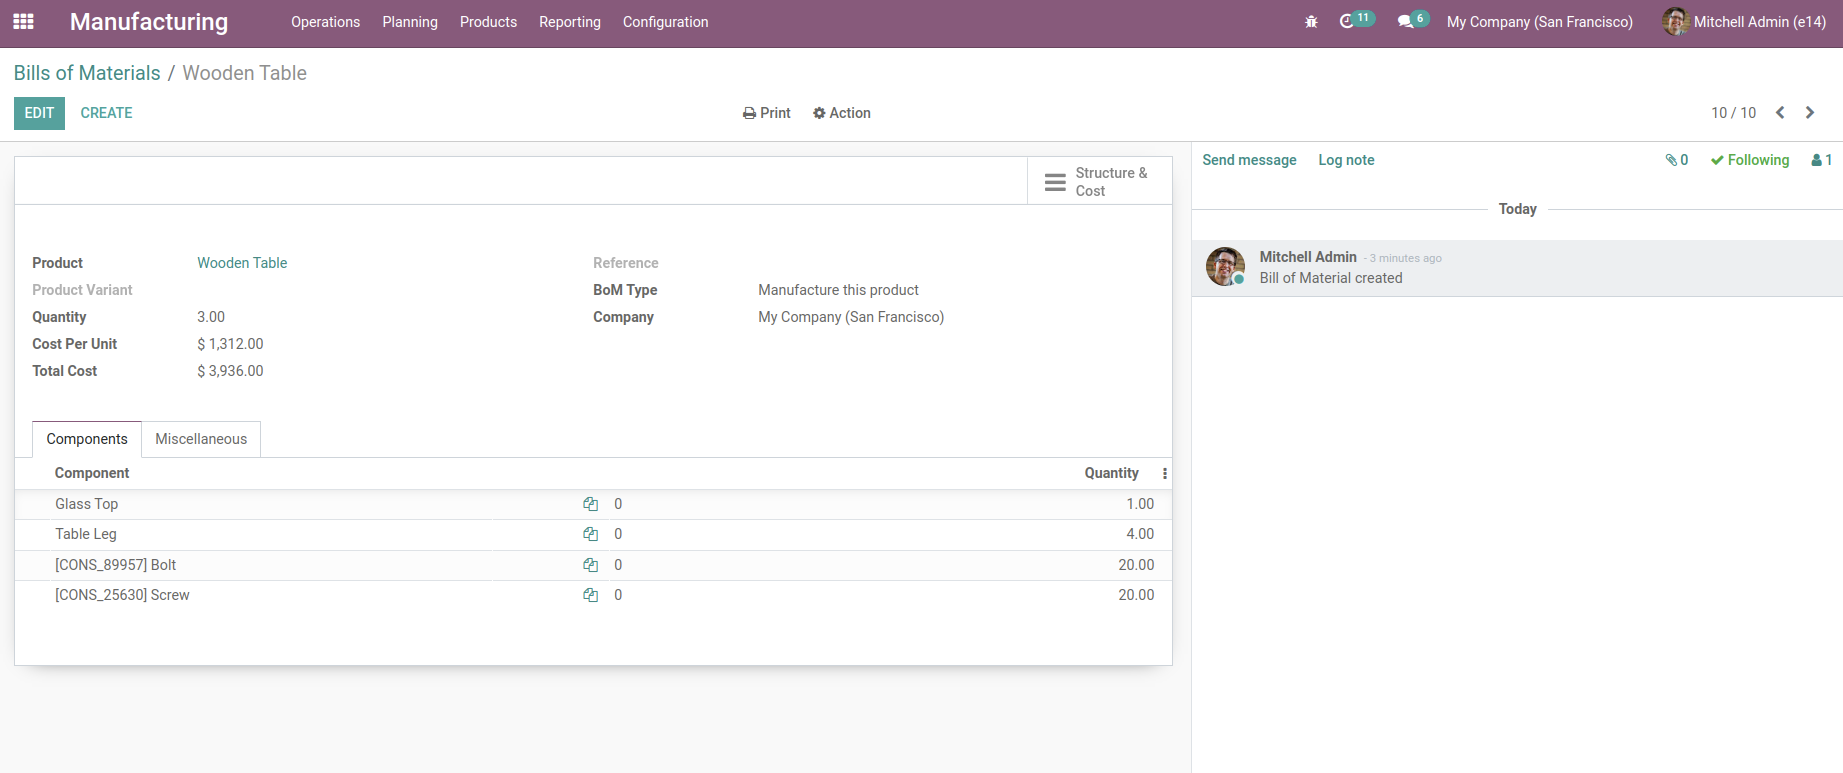 Manufacturing Operations Planning Products Reporting Configuration 11 6 My Company (San Francisco) Mitchell Admin (e14)
Bills of Materials / Wooden Table
EDIT CREATE Print Action 10 / 10
Structure &
Cost
Send message Log note 0 Following 1
Today
Mitchell Admin - 3 minutes ago
Bill of Material created
Product Wooden Table Reference
Product Variant BoM Type Manufacture this product
Quantity 3.00 Company My Company (San Francisco)
Cost Per Unit $ 1,312.00
Total Cost $ 3,936.00
Components Miscellaneous
Component Quantity
Glass Top 0 1.00
Table Leg 0 4.00
[CONS_89957] Bolt 0 20.00
[CONS_25630] Screw 0 20.00